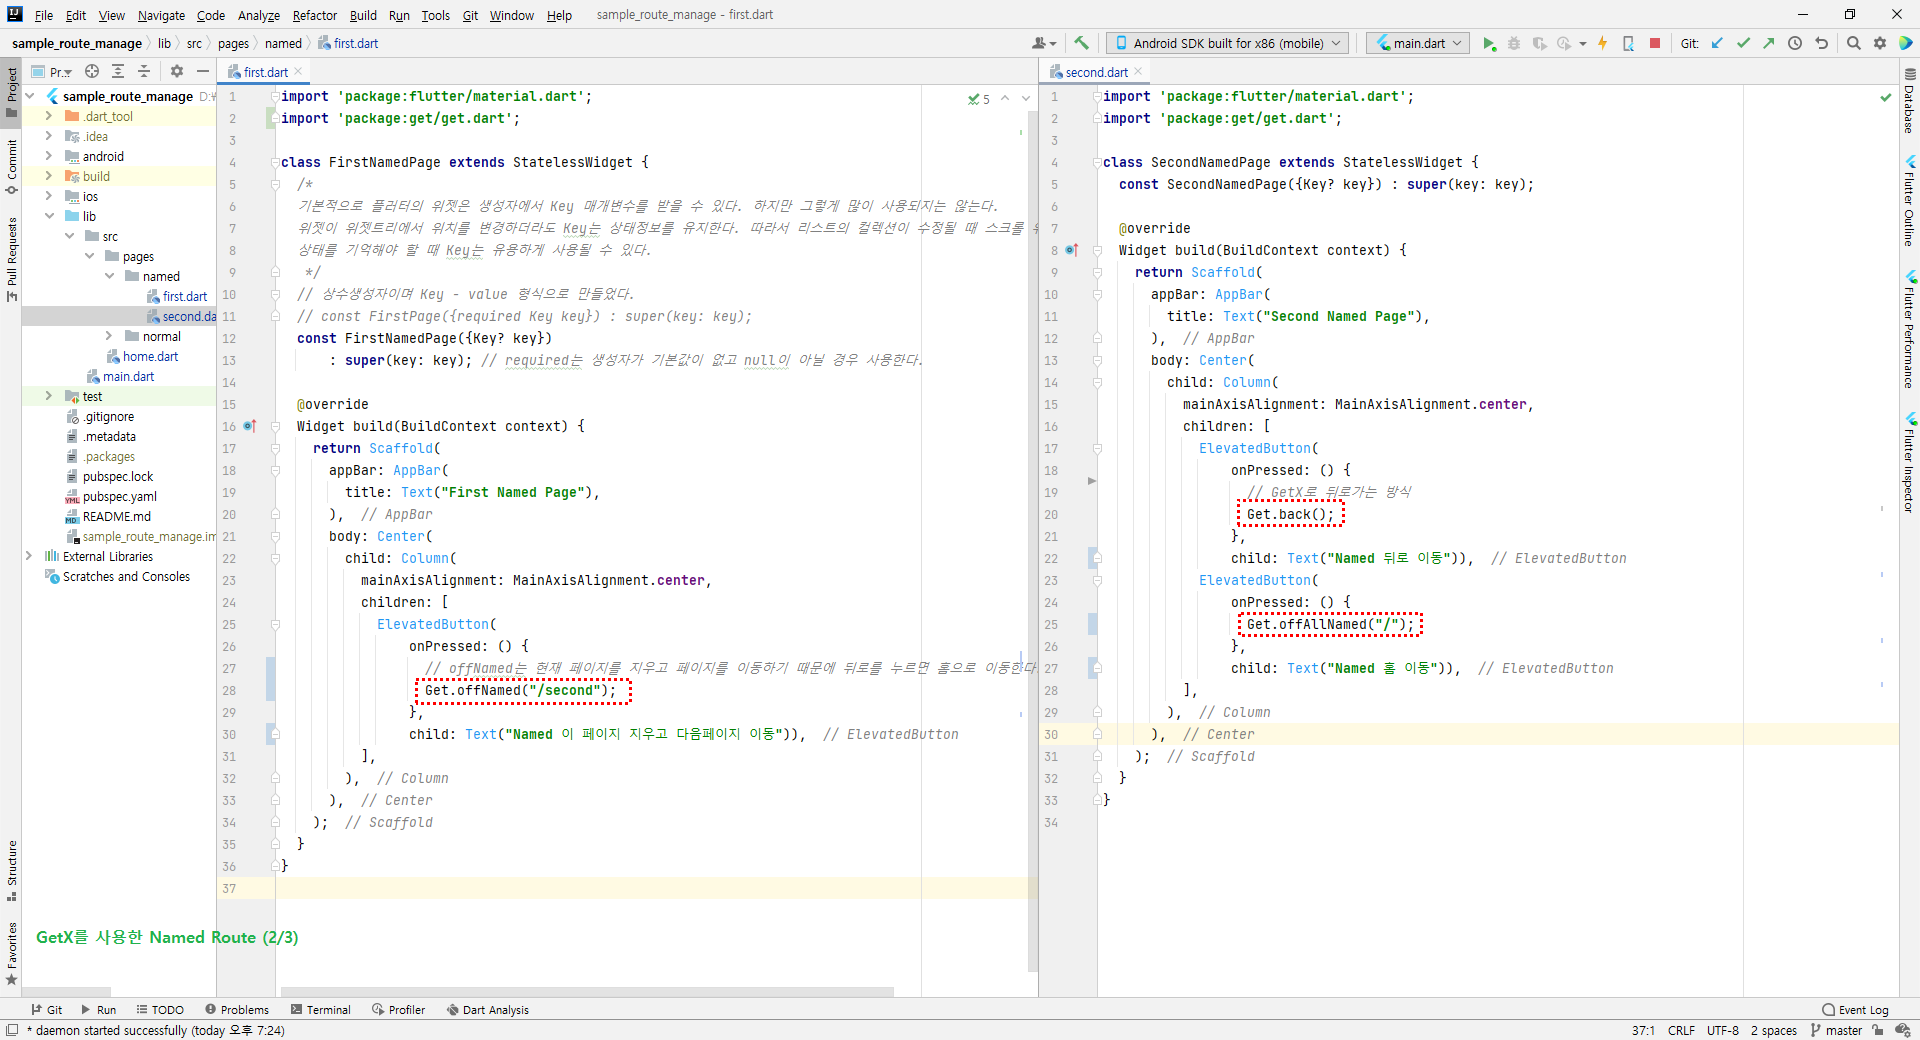 File Edit View Navigate Code Analyze Refactor Build Run Tools Git Window Help sample_route_manage - first.dart
sample_route_manage lib src pages named first.dart Android SDK built for x86 (mobile) main.dart Git:
Project
Commit
Pull Requests
Structure
Favorites
Pr..
sample_route_manage D:\
.dart_tool
.idea
android
build
ios
lib
src
pages
named
first.dart
second.da
normal
home.dart
main.dart
test
.gitignore
.metadata
.packages
pubspec.lock
pubspec.yaml
README.md
sample_route_manage.im
External Libraries
Scratches and Consoles
first.dart
5
1 import 'package:flutter/material.dart';
2 import 'package:get/get.dart';
3
4 class FirstNamedPage extends StatelessWidget {
5 /*
6 기본적으로 플러터의 위젯은 생성자에서 Key 매개변수를 받을 수 있다. 하지만 그렇게 많이 사용되지는 않는다.
7 위젯이 위젯트리에서 위치를 변경하더라도 Key는 상태정보를 유지한다. 따라서 리스트의 컬렉션이 수정될 때 스크롤
8 상태를 기억해야 할 때 Key는 유용하게 사용될 수 있다.
9 */
10 // 상수생성자이며 Key - value 형식으로 만들었다.
11 // const FirstPage({required Key key}) : super(key: key);
12 const FirstNamedPage({Key? key})
13 : super(key: key); // required는 생성자가 기본값이 없고 null이 아닐 경우 사용한다.
14
15 @override
16 Widget build(BuildContext context) {
17 return Scaffold(
18 appBar: AppBar(
19 title: Text("First Named Page"),
20 ), // AppBar
21 body: Center(
22 child: Column(
23 mainAxisAlignment: MainAxisAlignment.center,
24 children: [
25 ElevatedButton(
26 onPressed: () {
27 // offNamed는 현재 페이지를 지우고 페이지를 이동하기 때문에 뒤로를 누르면 홈으로 이동한다.
28 Get.offNamed("/second");
29 },
30 child: Text("Named 이 페이지 지우고 다음페이지 이동")), // ElevatedButton
31 ],
32 ), // Column
33 ), // Center
34 ); // Scaffold
35 }
36 }
37
GetX를 사용한 Named Route (2/3)
second.dart
1 import 'package:flutter/material.dart';
2 import 'package:get/get.dart';
3
4 class SecondNamedPage extends StatelessWidget {
5 const SecondNamedPage({Key? key}) : super(key: key);
6
7 @override
8 Widget build(BuildContext context) {
9 return Scaffold(
10 appBar: AppBar(
11 title: Text("Second Named Page"),
12 ), // AppBar
13 body: Center(
14 child: Column(
15 mainAxisAlignment: MainAxisAlignment.center,
16 children: [
17 ElevatedButton(
18 onPressed: () {
19 // GetX로 뒤로가는 방식
20 Get.back();
21 },
22 child: Text("Named 뒤로 이동")), // ElevatedButton
23 ElevatedButton(
24 onPressed: () {
25 Get.offAllNamed("/");
26 },
27 child: Text("Named 홈 이동")), // ElevatedButton
28 ],
29 ), // Column
30 ), // Center
31 ); // Scaffold
32 }
33 }
34
Database
Flutter Outline
Flutter Performance
Flutter Inspector
Git Run TODO Problems Terminal Profiler Dart Analysis Event Log
* daemon started successfully (today 오후 7:24) 37:1 CRLF UTF-8 2 spaces master